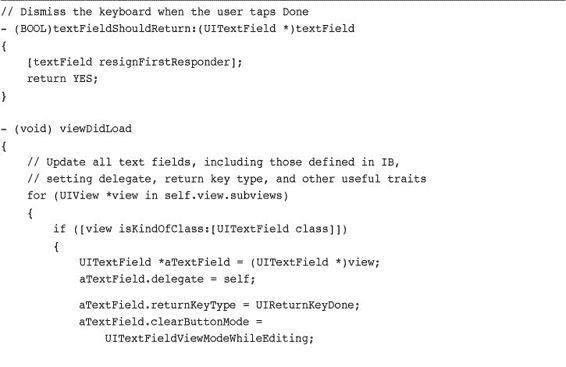 // Dismiss the keyboard when the user taps Done
- (BOOL)textFieldShouldReturn:(UITextField *)textField
{
    [textField resignFirstResponder];
    return YES;
}

- (void) viewDidLoad
{
    // Update all text fields, including those defined in IB,
    // setting delegate, return key type, and other useful traits
    for (UIView *view in self.view.subviews)
    {
        if ([view isKindOfClass:[UITextField class]])
        {
            UITextField *aTextField = (UITextField *)view;
            aTextField.delegate = self;

            aTextField.returnKeyType = UIReturnKeyDone;
            aTextField.clearButtonMode =
                UITextFieldViewModeWhileEditing;